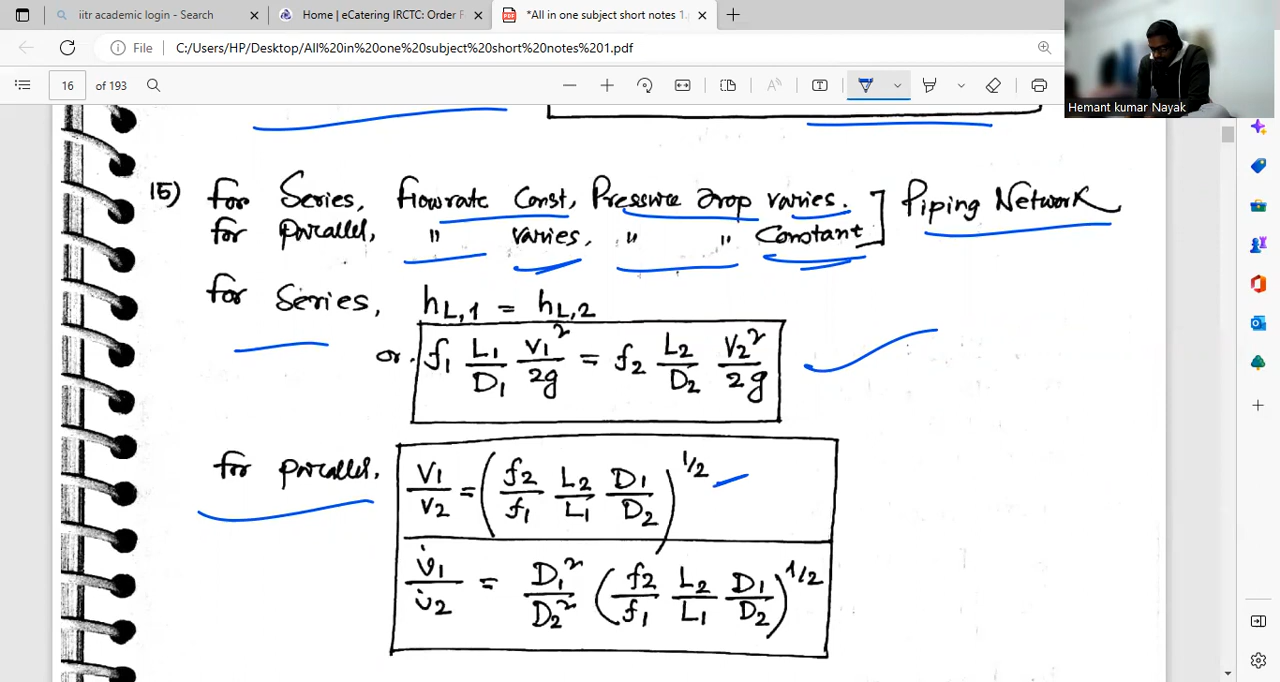 iitr academic login - Search
Home | eCatering IRCTC: Order F
*All in one subject short notes 1.p
File
C:/Users/HP/Desktop/All%20in%20one%20subject%20short%20notes%201.pdf
16 of 193
Hemant kumar Nayak
15) for Series, flowrate Const, Pressure drop varies. ] Piping Network
for parallel, " varies, " " Constant
for Series, hL,1 = hL,2
or. f1 L1/D1 V1²/2g = f2 L2/D2 V2²/2g
for parallel, V1/V2 = (f2/f1 L2/L1 D1/D2)^1/2
v̇1/v̇2 = D1²/D2² (f2/f1 L2/L1 D1/D2)^1/2